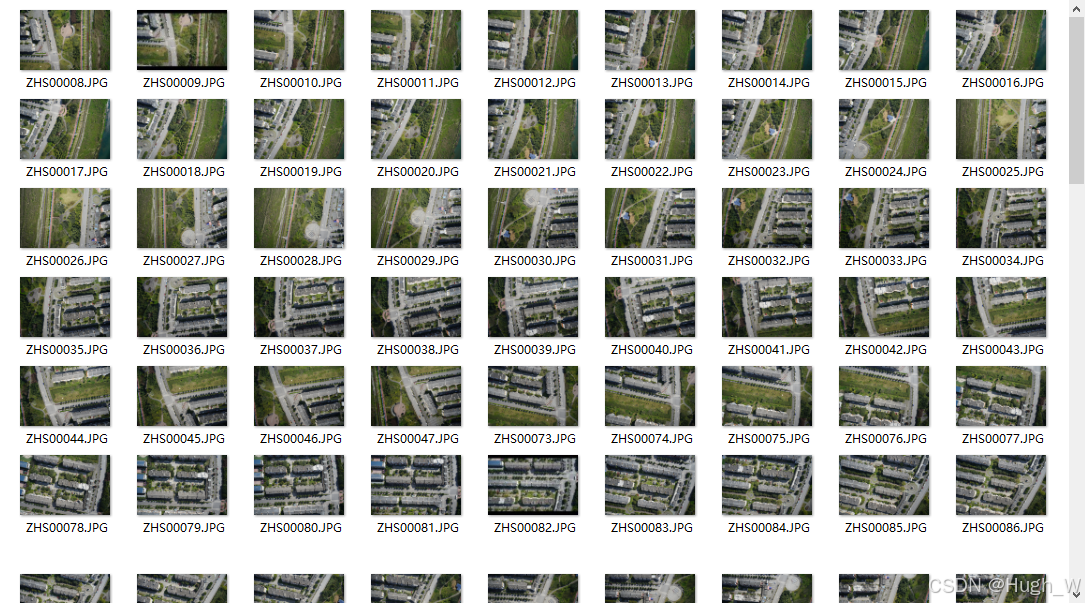 ZHS00008.JPG ZHS00009.JPG ZHS00010.JPG ZHS00011.JPG ZHS00012.JPG ZHS00013.JPG ZHS00014.JPG ZHS00015.JPG ZHS00016.JPG
ZHS00017.JPG ZHS00018.JPG ZHS00019.JPG ZHS00020.JPG ZHS00021.JPG ZHS00022.JPG ZHS00023.JPG ZHS00024.JPG ZHS00025.JPG
ZHS00026.JPG ZHS00027.JPG ZHS00028.JPG ZHS00029.JPG ZHS00030.JPG ZHS00031.JPG ZHS00032.JPG ZHS00033.JPG ZHS00034.JPG
ZHS00035.JPG ZHS00036.JPG ZHS00037.JPG ZHS00038.JPG ZHS00039.JPG ZHS00040.JPG ZHS00041.JPG ZHS00042.JPG ZHS00043.JPG
ZHS00044.JPG ZHS00045.JPG ZHS00046.JPG ZHS00047.JPG ZHS00073.JPG ZHS00074.JPG ZHS00075.JPG ZHS00076.JPG ZHS00077.JPG
ZHS00078.JPG ZHS00079.JPG ZHS00080.JPG ZHS00081.JPG ZHS00082.JPG ZHS00083.JPG ZHS00084.JPG ZHS00085.JPG ZHS00086.JPG
CSDN @Hugh_W